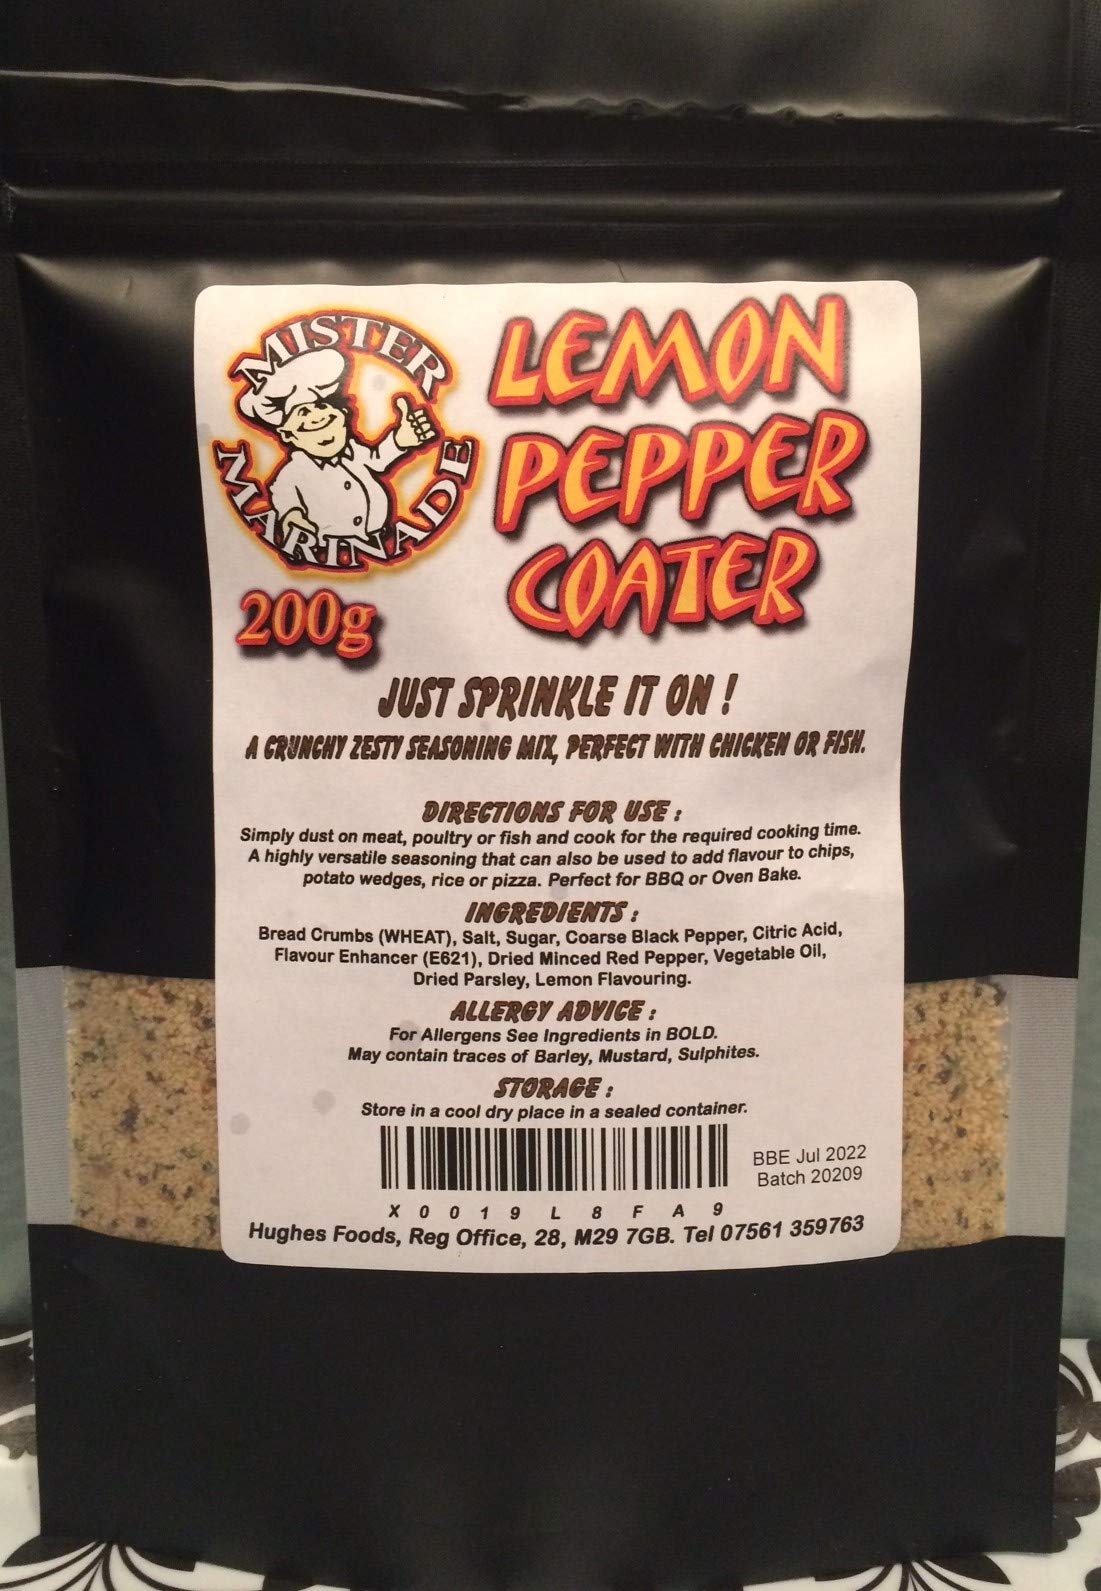 MISTER
MARINADE
200g
LEMON
PEPPER
COATER
JUST SPRINKLE IT ON !
A CRUNCHY ZESTY SEASONING MIX, PERFECT WITH CHICKEN OR FISH.
DIRECTIONS FOR USE :
Simply dust on meat, poultry or fish and cook for the required cooking time.
A highly versatile seasoning that can also be used to add flavour to chips,
potato wedges, rice or pizza. Perfect for BBQ or Oven Bake.
INGREDIENTS :
Bread Crumbs (WHEAT), Salt, Sugar, Coarse Black Pepper, Citric Acid,
Flavour Enhancer (E621), Dried Minced Red Pepper, Vegetable Oil,
Dried Parsley, Lemon Flavouring.
ALLERGY ADVICE :
For Allergens See Ingredients in BOLD.
May contain traces of Barley, Mustard, Sulphites.
STORAGE :
Store in a cool dry place in a sealed container.
X0019L8FA9
BBE Jul 2022
Batch 20209
Hughes Foods, Reg Office, 28, M29 7GB. Tel 07561 359763